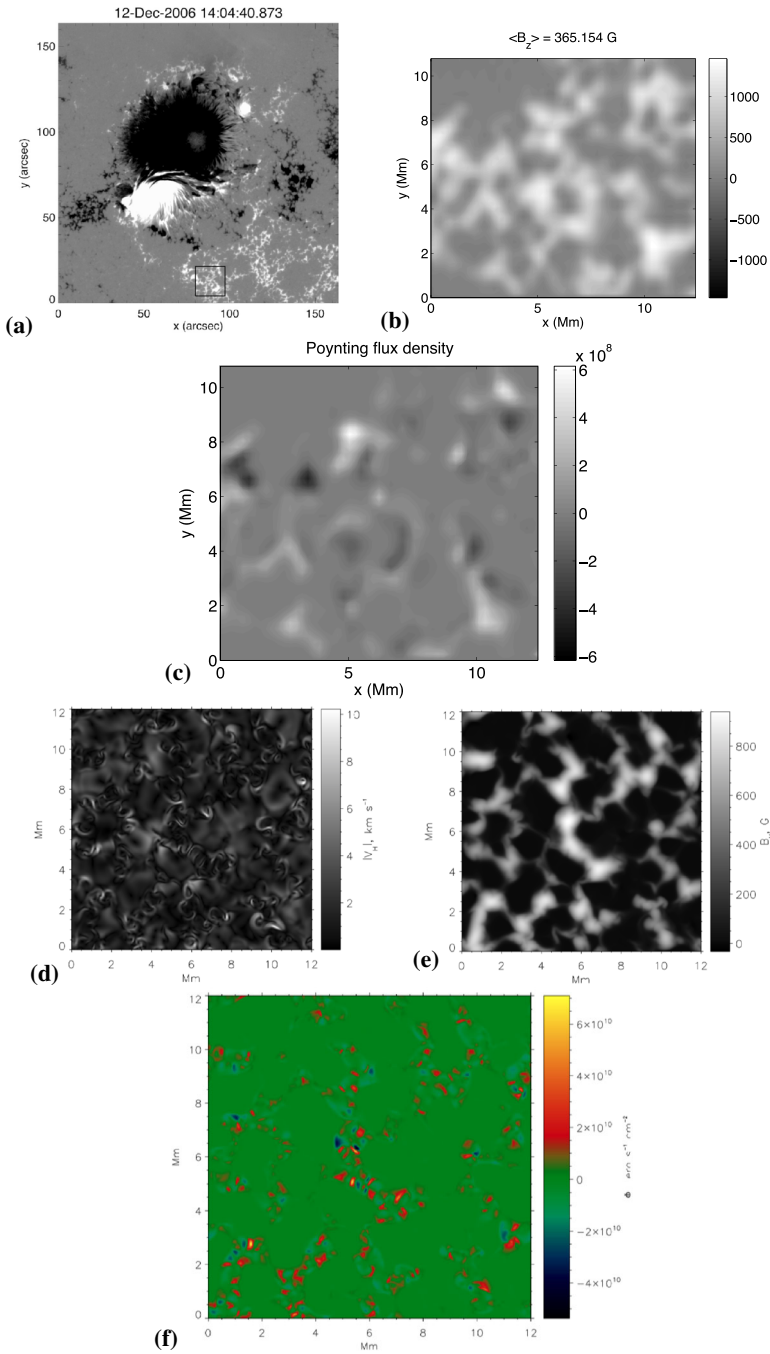 12-Dec-2006 14:04:40.873
150
100
50
0
y (arcsec)
0 50 100 150
x (arcsec)
(a)
<B_z> = 365.154 G
10
8
6
4
2
0
y (Mm)
0 5 10
x (Mm)
1000
500
0
−500
−1000
(b)
Poynting flux density
x 10^8
10
8
6
4
2
0
y (Mm)
0 5 10
x (Mm)
6
4
2
0
−2
−4
−6
(c)
12
10
8
6
4
2
0
Mm
0 2 4 6 8 10 12
Mm
10
8
6
4
2
|V_H|, km s^-1
(d)
12
10
8
6
4
2
0
Mm
0 2 4 6 8 10 12
Mm
800
600
400
200
0
(e)
12
10
8
6
4
2
0
Mm
0 2 4 6 8 10 12
Mm
6×10^10
4×10^10
2×10^10
0
−2×10^10
−4×10^10
erg s^-1 cm^-2
(f)